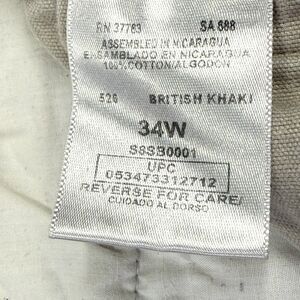 RN 37763 SA 888
ASSEMBLED IN NICARAGUA
ENSAMBLADO EN NICARAGUA
100% COTTON/ALGODON
526 BRITISH KHAKI
34W
S8SB0001
UPC
053473312712
REVERSE FOR CARE/
CUIDADO AL DORSO